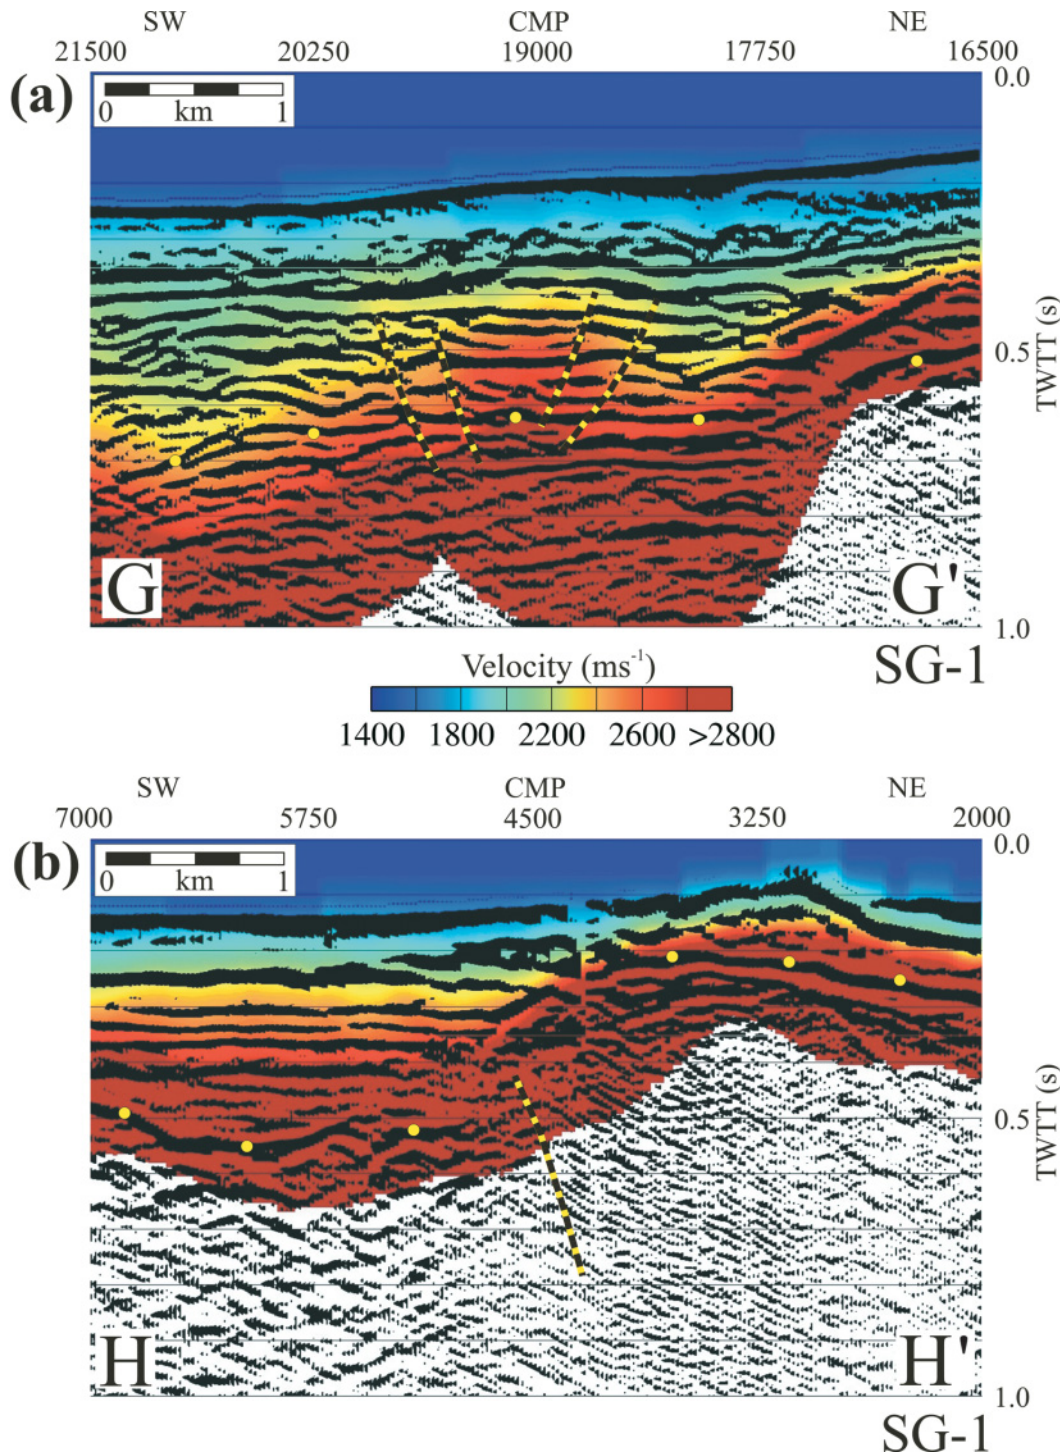 SW CMP NE
21500 20250 19000 17750 16500
(a)
0 km 1
0.0
0.5
TWTT (s)
G G'
1.0
SG-1
Velocity (ms⁻¹)
1400 1800 2200 2600 >2800
SW CMP NE
7000 5750 4500 3250 2000
(b)
0 km 1
0.0
0.5
TWTT (s)
H H'
1.0
SG-1